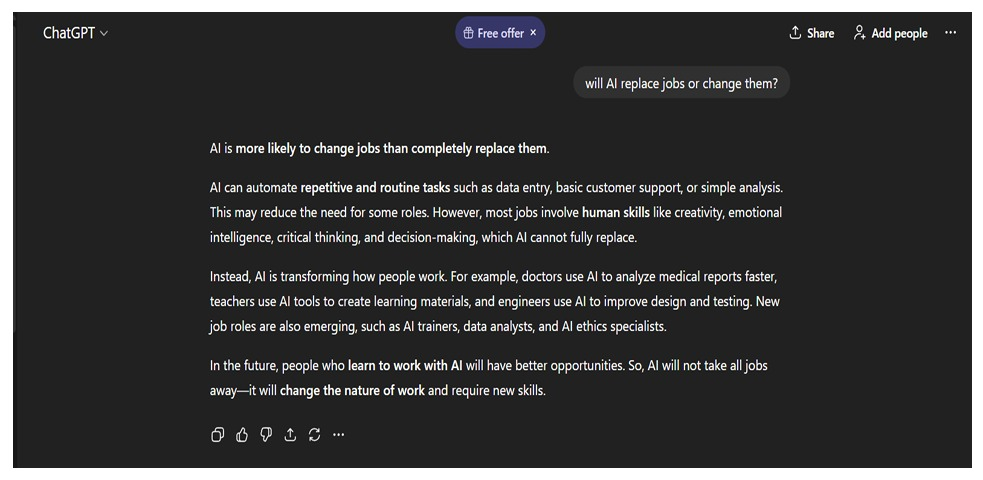 ChatGPT
Free offer ×
Share
Add people
will AI replace jobs or change them?
AI is more likely to change jobs than completely replace them.
AI can automate repetitive and routine tasks such as data entry, basic customer support, or simple analysis.
This may reduce the need for some roles. However, most jobs involve human skills like creativity, emotional
intelligence, critical thinking, and decision-making, which AI cannot fully replace.
Instead, AI is transforming how people work. For example, doctors use AI to analyze medical reports faster,
teachers use AI tools to create learning materials, and engineers use AI to improve design and testing. New
job roles are also emerging, such as AI trainers, data analysts, and AI ethics specialists.
In the future, people who learn to work with AI will have better opportunities. So, AI will not take all jobs
away—it will change the nature of work and require new skills.